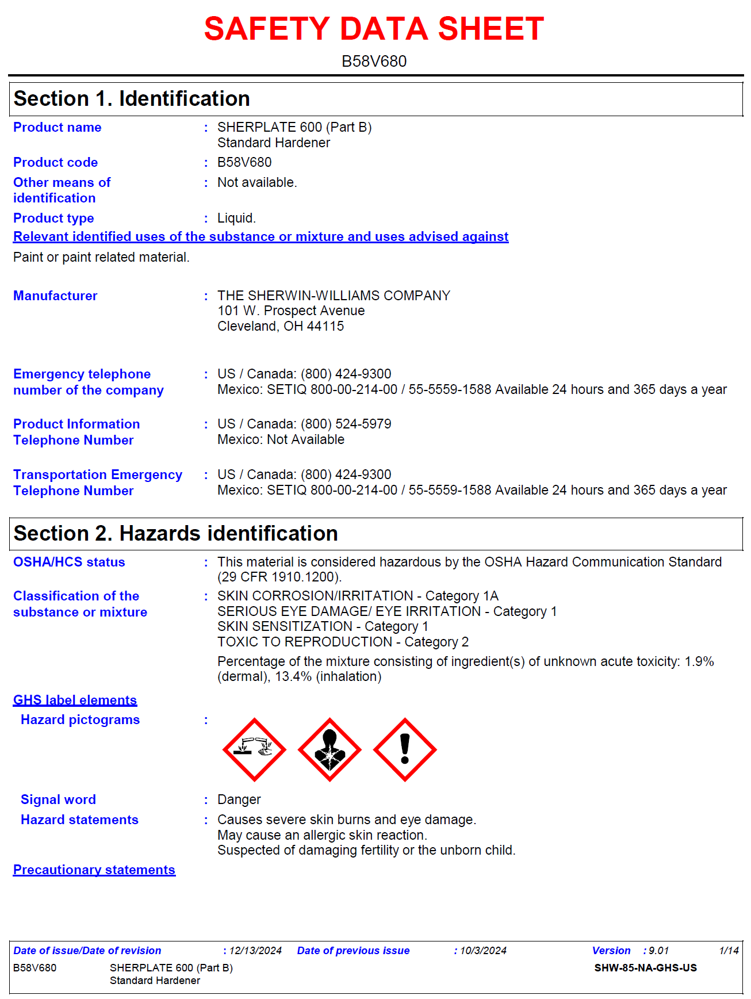 SAFETY DATA SHEET
B58V680
Section 1. Identification
Product name : SHERPLATE 600 (Part B)
Standard Hardener
Product code : B58V680
Other means of : Not available.
identification
Product type : Liquid.
Relevant identified uses of the substance or mixture and uses advised against
Paint or paint related material.
Manufacturer : THE SHERWIN-WILLIAMS COMPANY
101 W. Prospect Avenue
Cleveland, OH 44115
Emergency telephone : US / Canada: (800) 424-9300
number of the company Mexico: SETIQ 800-00-214-00 / 55-5559-1588 Available 24 hours and 365 days a year
Product Information : US / Canada: (800) 524-5979
Telephone Number Mexico: Not Available
Transportation Emergency : US / Canada: (800) 424-9300
Telephone Number Mexico: SETIQ 800-00-214-00 / 55-5559-1588 Available 24 hours and 365 days a year
Section 2. Hazards identification
OSHA/HCS status : This material is considered hazardous by the OSHA Hazard Communication Standard
(29 CFR 1910.1200).
Classification of the : SKIN CORROSION/IRRITATION - Category 1A
substance or mixture SERIOUS EYE DAMAGE/ EYE IRRITATION - Category 1
SKIN SENSITIZATION - Category 1
TOXIC TO REPRODUCTION - Category 2
Percentage of the mixture consisting of ingredient(s) of unknown acute toxicity: 1.9%
(dermal), 13.4% (inhalation)
GHS label elements
Hazard pictograms :
Signal word : Danger
Hazard statements : Causes severe skin burns and eye damage.
May cause an allergic skin reaction.
Suspected of damaging fertility or the unborn child.
Precautionary statements
Date of issue/Date of revision : 12/13/2024 Date of previous issue : 10/3/2024 Version : 9.01 1/14
B58V680 SHERPLATE 600 (Part B) SHW-85-NA-GHS-US
Standard Hardener